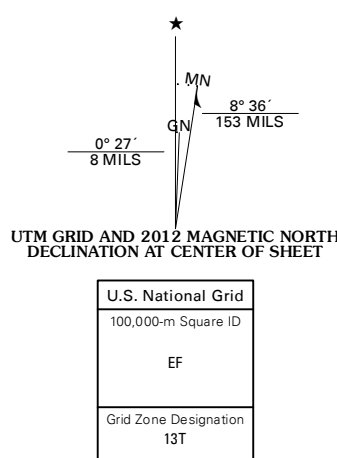 ★
MN
GN
8° 36´
153 MILS
0° 27´
8 MILS
UTM GRID AND 2012 MAGNETIC NORTH
DECLINATION AT CENTER OF SHEET
U.S. National Grid
100,000-m Square ID
EF
Grid Zone Designation
13T